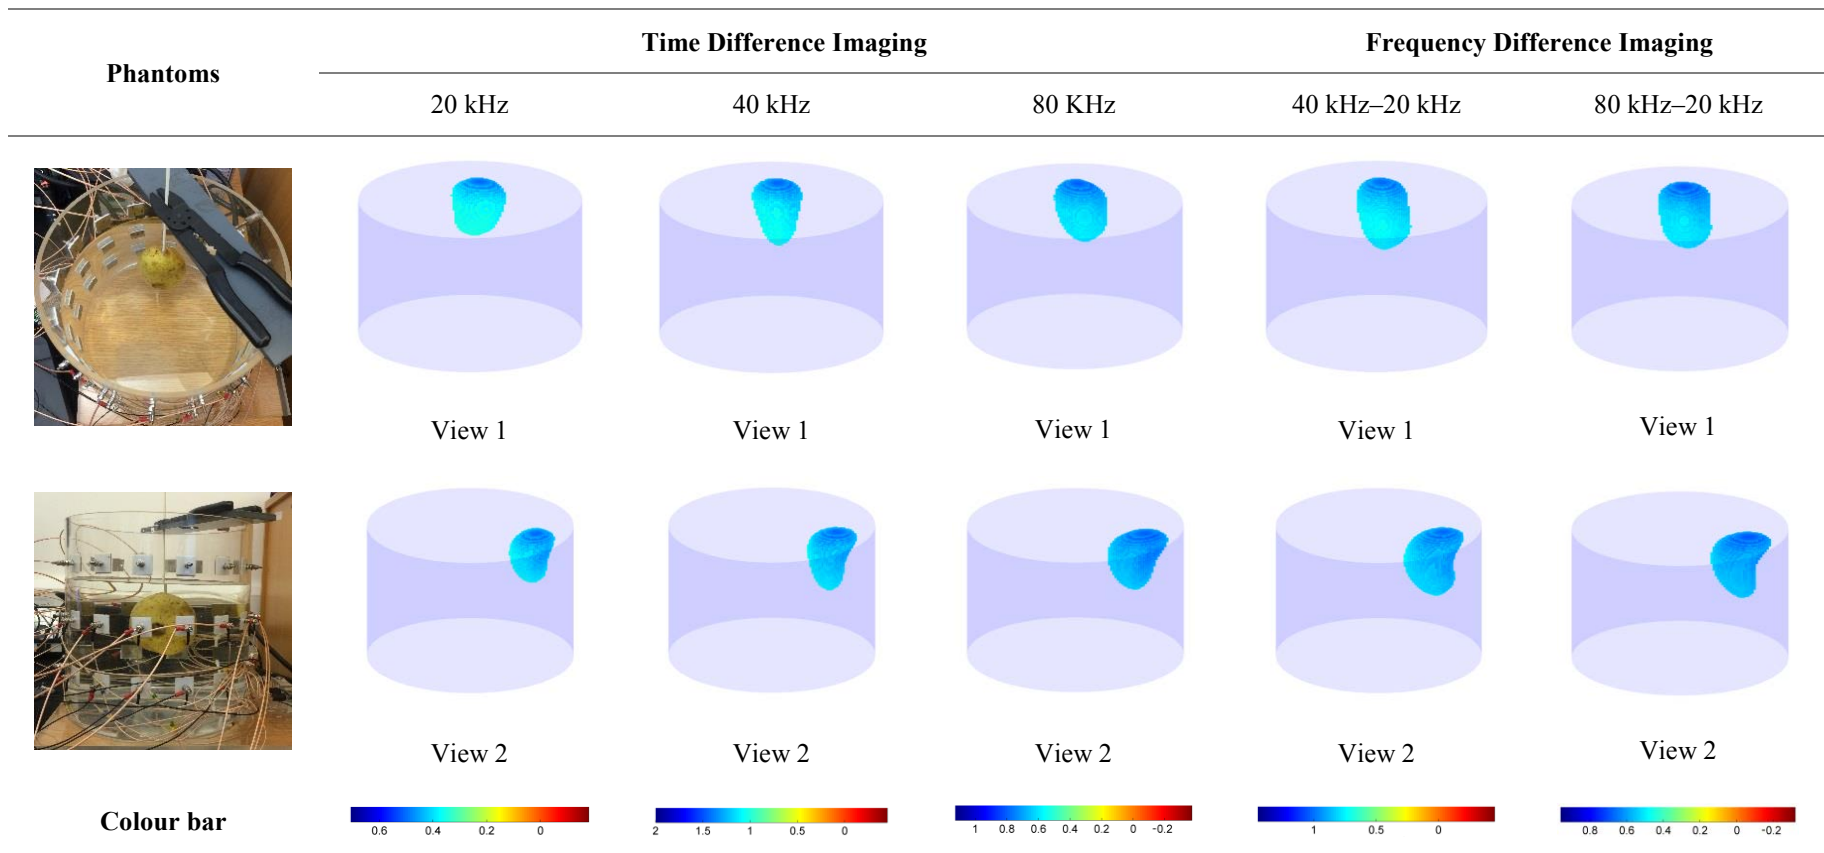 Phantoms
Time Difference Imaging
Frequency Difference Imaging
20 kHz
40 kHz
80 KHz
40 kHz–20 kHz
80 kHz–20 kHz
View 1
View 1
View 1
View 1
View 1
View 2
View 2
View 2
View 2
View 2
Colour bar
0.6 0.4 0.2 0
2 1.5 1 0.5 0
1 0.8 0.6 0.4 0.2 0 -0.2
1 0.5 0
0.8 0.6 0.4 0.2 0 -0.2